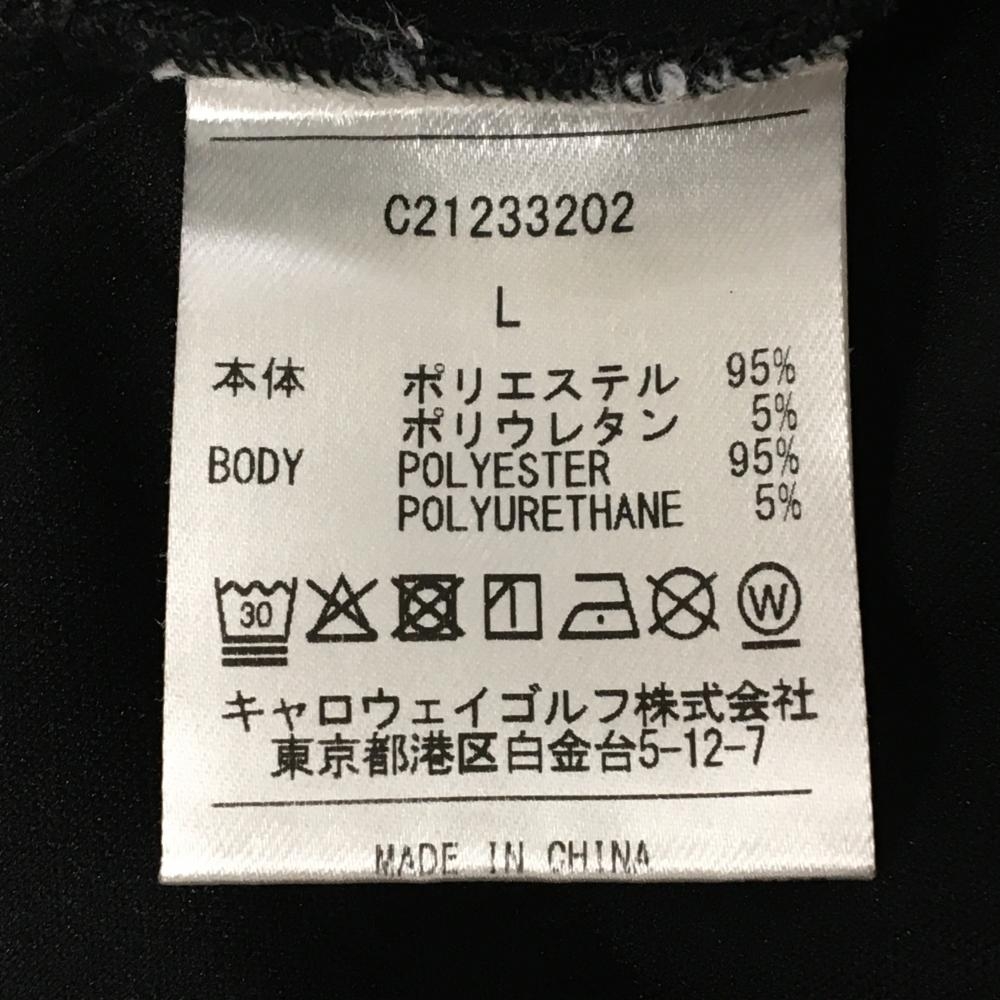 C21233202
L
本体 ポリエステル 95%
ポリウレタン 5%
BODY POLYESTER 95%
POLYURETHANE 5%
30 W
キャロウェイゴルフ株式会社
東京都港区白金台5-12-7
MADE IN CHINA